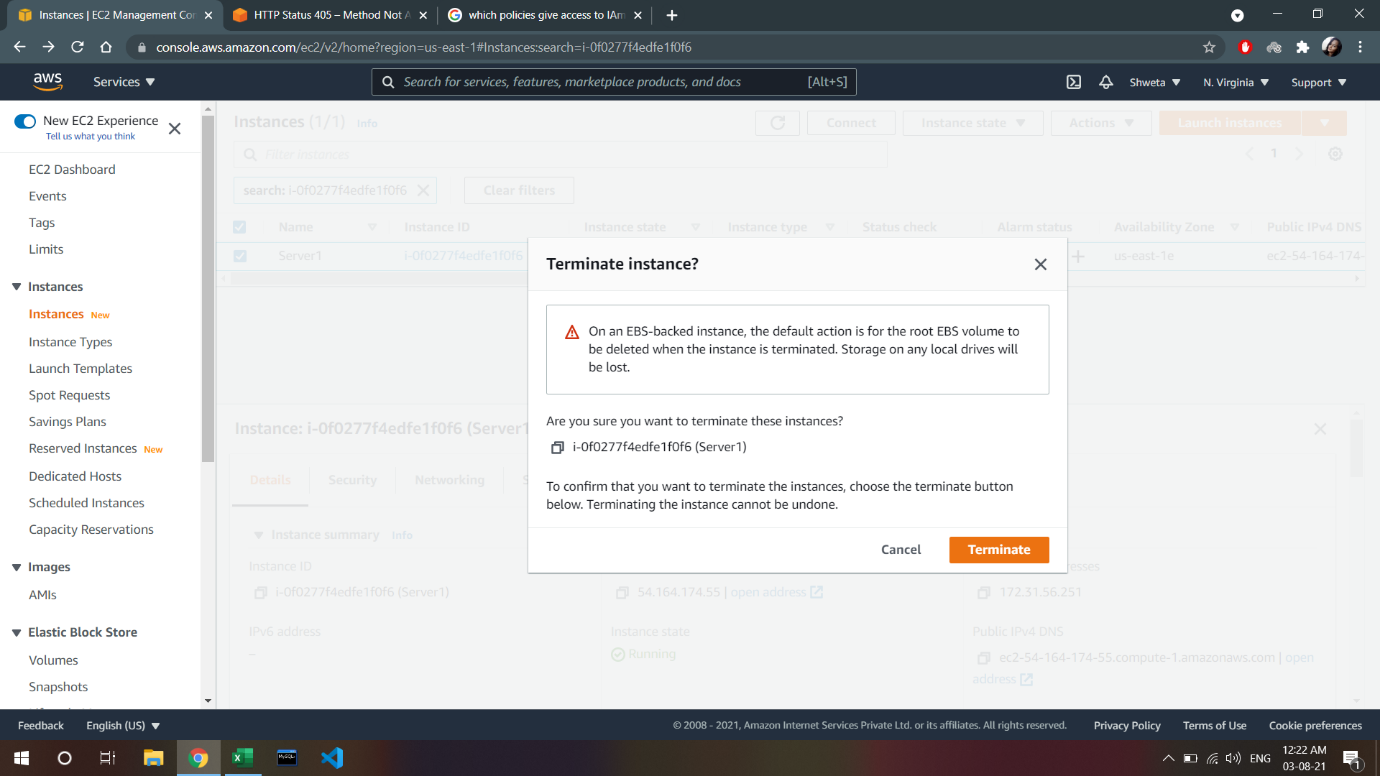 Instances | EC2 Management Con
HTTP Status 405 – Method Not A
which policies give access to IAm
console.aws.amazon.com/ec2/v2/home?region=us-east-1#Instances:search=i-0f0277f4edfe1f0f6
aws
Services
Search for services, features, marketplace products, and docs
[Alt+S]
Shweta
N. Virginia
Support
New EC2 Experience
Tell us what you think
EC2 Dashboard
Events
Tags
Limits
Instances
Instances New
Instance Types
Launch Templates
Spot Requests
Savings Plans
Reserved Instances New
Dedicated Hosts
Scheduled Instances
Capacity Reservations
Images
AMIs
Elastic Block Store
Volumes
Snapshots
Instances (1/1) Info
Connect
Instance state
Actions
Launch instances
Filter instances
1
search: i-0f0277f4edfe1f0f6
Clear filters
Name
Instance ID
Instance state
Instance type
Status check
Alarm status
Availability Zone
Public IPv4 DNS
Server1
i-0f0277f4edfe1f0f6
us-east-1e
ec2-54-164-174-
Terminate instance?
On an EBS-backed instance, the default action is for the root EBS volume to
be deleted when the instance is terminated. Storage on any local drives will
be lost.
Are you sure you want to terminate these instances?
i-0f0277f4edfe1f0f6 (Server1)
To confirm that you want to terminate the instances, choose the terminate button
below. Terminating the instance cannot be undone.
Cancel
Terminate
Instance: i-0f0277f4edfe1f0f6 (Server1
Details
Security
Networking
Instance summary Info
Instance ID
i-0f0277f4edfe1f0f6 (Server1)
54.164.174.55 | open address
172.31.56.251
IPv6 address
–
Instance state
Running
Public IPv4 DNS
ec2-54-164-174-55.compute-1.amazonaws.com | open
address
Feedback
English (US)
© 2008 - 2021, Amazon Internet Services Private Ltd. or its affiliates. All rights reserved.
Privacy Policy
Terms of Use
Cookie preferences
MySQL
ENG
12:22 AM
03-08-21
1